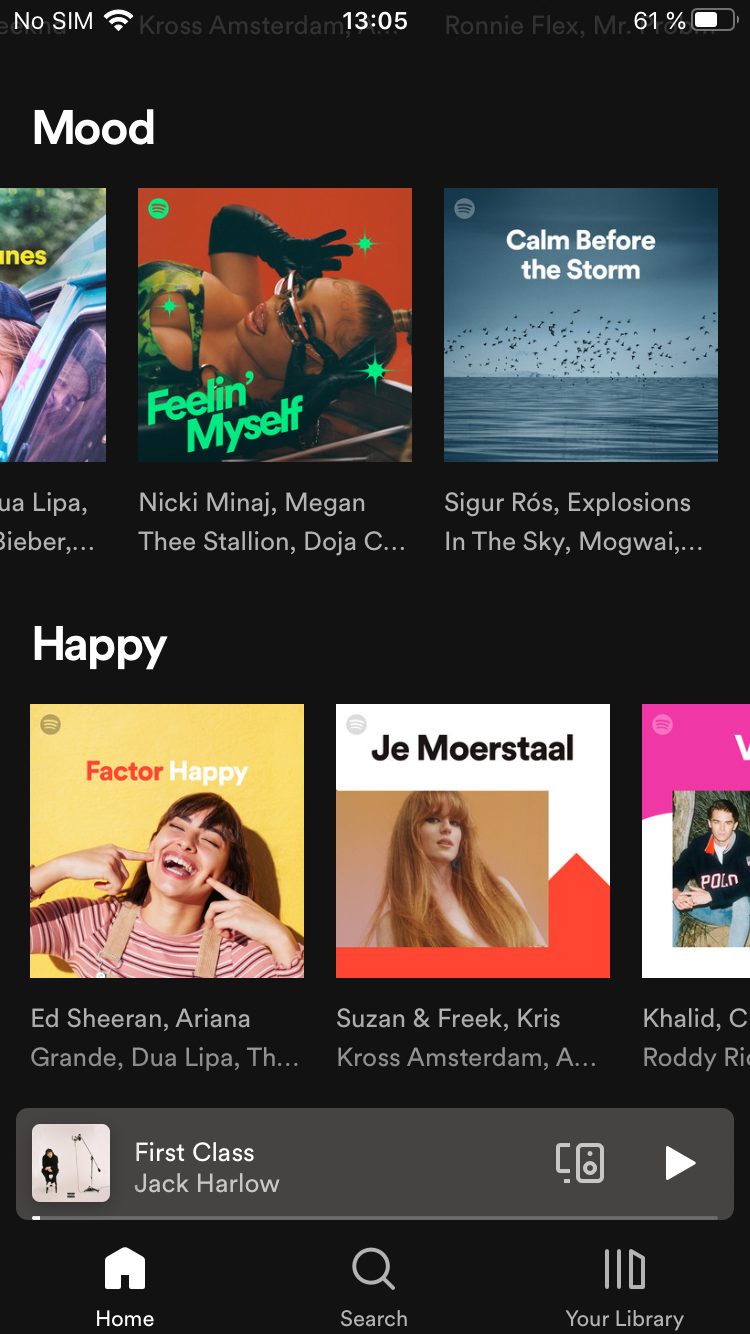 No SIM 13:05 61 %
Kross Amsterdam, A... Ronnie Flex, Mr. Prob...
Mood
unes
Feelin'
Myself
Calm Before
the Storm
ua Lipa,
Bieber,...
Nicki Minaj, Megan
Thee Stallion, Doja C...
Sigur Rós, Explosions
In The Sky, Mogwai,...
Happy
Factor Happy
Je Moerstaal
V
POLO
Ed Sheeran, Ariana
Grande, Dua Lipa, Th...
Suzan & Freek, Kris
Kross Amsterdam, A...
Khalid, C
Roddy Ric
First Class
Jack Harlow
Home
Search
Your Library